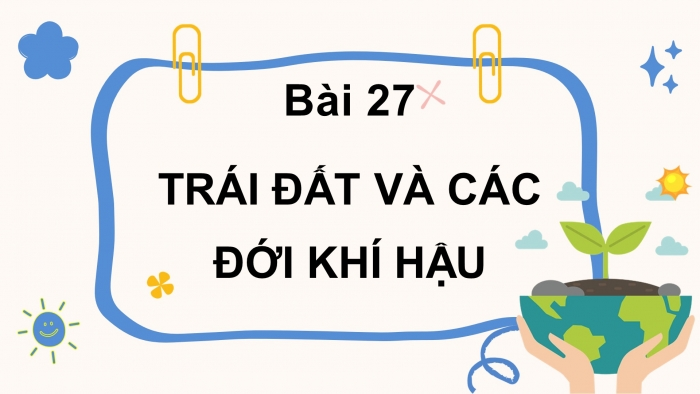 Bài 27
TRÁI ĐẤT VÀ CÁC
ĐỚI KHÍ HẬU